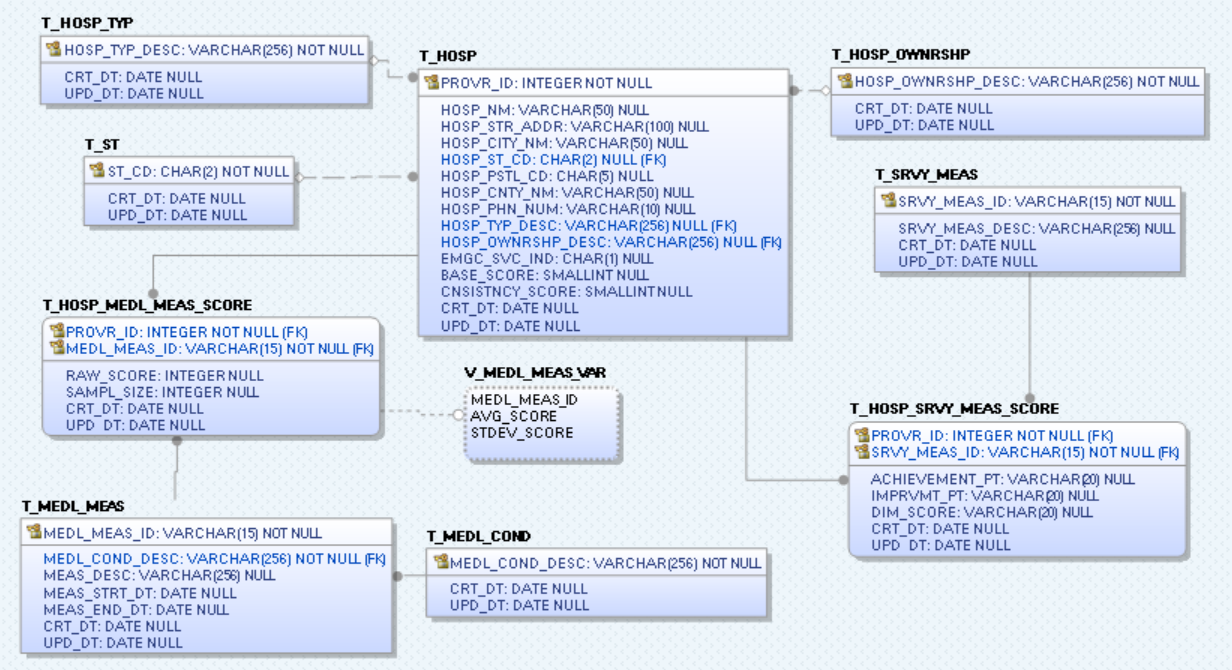 T_HOSP_TYP
HOSP_TYP_DESC: VARCHAR(256) NOT NULL
CRT_DT: DATE NULL
UPD_DT: DATE NULL
T_HOSP
PROVR_ID: INTEGER NOT NULL
HOSP_NM: VARCHAR(50) NULL
HOSP_STR_ADDR: VARCHAR(100) NULL
HOSP_CITY_NM: VARCHAR(50) NULL
HOSP_ST_CD: CHAR(2) NULL (FK)
HOSP_PSTL_CD: CHAR(5) NULL
HOSP_CNTY_NM: VARCHAR(50) NULL
HOSP_PHN_NUM: VARCHAR(10) NULL
HOSP_TYP_DESC: VARCHAR(256) NULL (FK)
HOSP_OWNRSHP_DESC: VARCHAR(256) NULL (FK)
EMGC_SVC_IND: CHAR(1) NULL
BASE_SCORE: SMALLINT NULL
CNSISTNCY_SCORE: SMALLINT NULL
CRT_DT: DATE NULL
UPD_DT: DATE NULL
T_HOSP_OWNRSHP
HOSP_OWNRSHP_DESC: VARCHAR(256) NOT NULL
CRT_DT: DATE NULL
UPD_DT: DATE NULL
T_ST
ST_CD: CHAR(2) NOT NULL
CRT_DT: DATE NULL
UPD_DT: DATE NULL
T_SRVY_MEAS
SRVY_MEAS_ID: VARCHAR(15) NOT NULL
SRVY_MEAS_DESC: VARCHAR(256) NULL
CRT_DT: DATE NULL
UPD_DT: DATE NULL
T_HOSP_MEDL_MEAS_SCORE
PROVR_ID: INTEGER NOT NULL (FK)
MEDL_MEAS_ID: VARCHAR(15) NOT NULL (FK)
RAW_SCORE: INTEGER NULL
SAMPL_SIZE: INTEGER NULL
CRT_DT: DATE NULL
UPD_DT: DATE NULL
V_MEDL_MEAS_VAR
MEDL_MEAS_ID
AVG_SCORE
STDEV_SCORE
T_HOSP_SRVY_MEAS_SCORE
PROVR_ID: INTEGER NOT NULL (FK)
SRVY_MEAS_ID: VARCHAR(15) NOT NULL (FK)
ACHIEVEMENT_PT: VARCHAR(20) NULL
IMPRVMT_PT: VARCHAR(20) NULL
DIM_SCORE: VARCHAR(20) NULL
CRT_DT: DATE NULL
UPD_DT: DATE NULL
T_MEDL_MEAS
MEDL_MEAS_ID: VARCHAR(15) NOT NULL
MEDL_COND_DESC: VARCHAR(256) NOT NULL (FK)
MEAS_DESC: VARCHAR(256) NULL
MEAS_STRT_DT: DATE NULL
MEAS_END_DT: DATE NULL
CRT_DT: DATE NULL
UPD_DT: DATE NULL
T_MEDL_COND
MEDL_COND_DESC: VARCHAR(256) NOT NULL
CRT_DT: DATE NULL
UPD_DT: DATE NULL